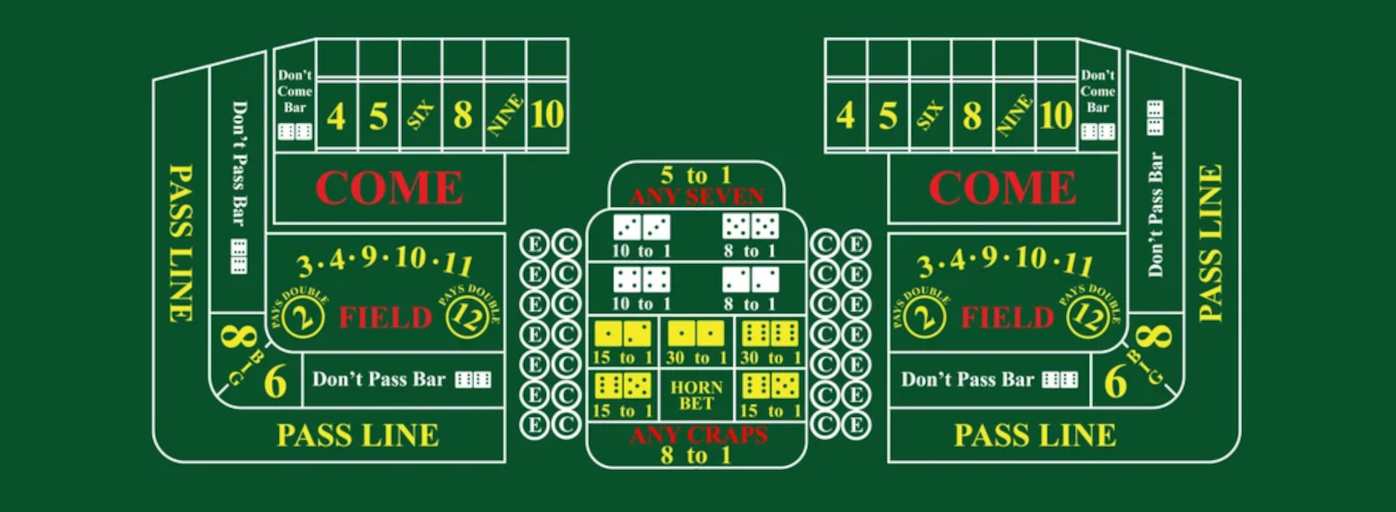 Don't
Come
Bar
4 5 SIX 8 NINE 10
COME
Don't Pass Bar
PASS LINE
3 · 4 · 9 · 10 · 11
PAYS DOUBLE
2
FIELD
PAYS DOUBLE
12
8
BIG
6
Don't Pass Bar
PASS LINE
5 to 1
ANY SEVEN
10 to 1 8 to 1
10 to 1 8 to 1
15 to 1 30 to 1 30 to 1
15 to 1
HORN
BET
15 to 1
ANY CRAPS
8 to 1
E C
E C
E C
E C
E C
E C
E C
C E
C E
C E
C E
C E
C E
C E
4 5 SIX 8 NINE 10
Don't
Come
Bar
COME
Don't Pass Bar
PASS LINE
3 · 4 · 9 · 10 · 11
PAYS DOUBLE
2
FIELD
PAYS DOUBLE
12
8
BIG
6
Don't Pass Bar
PASS LINE